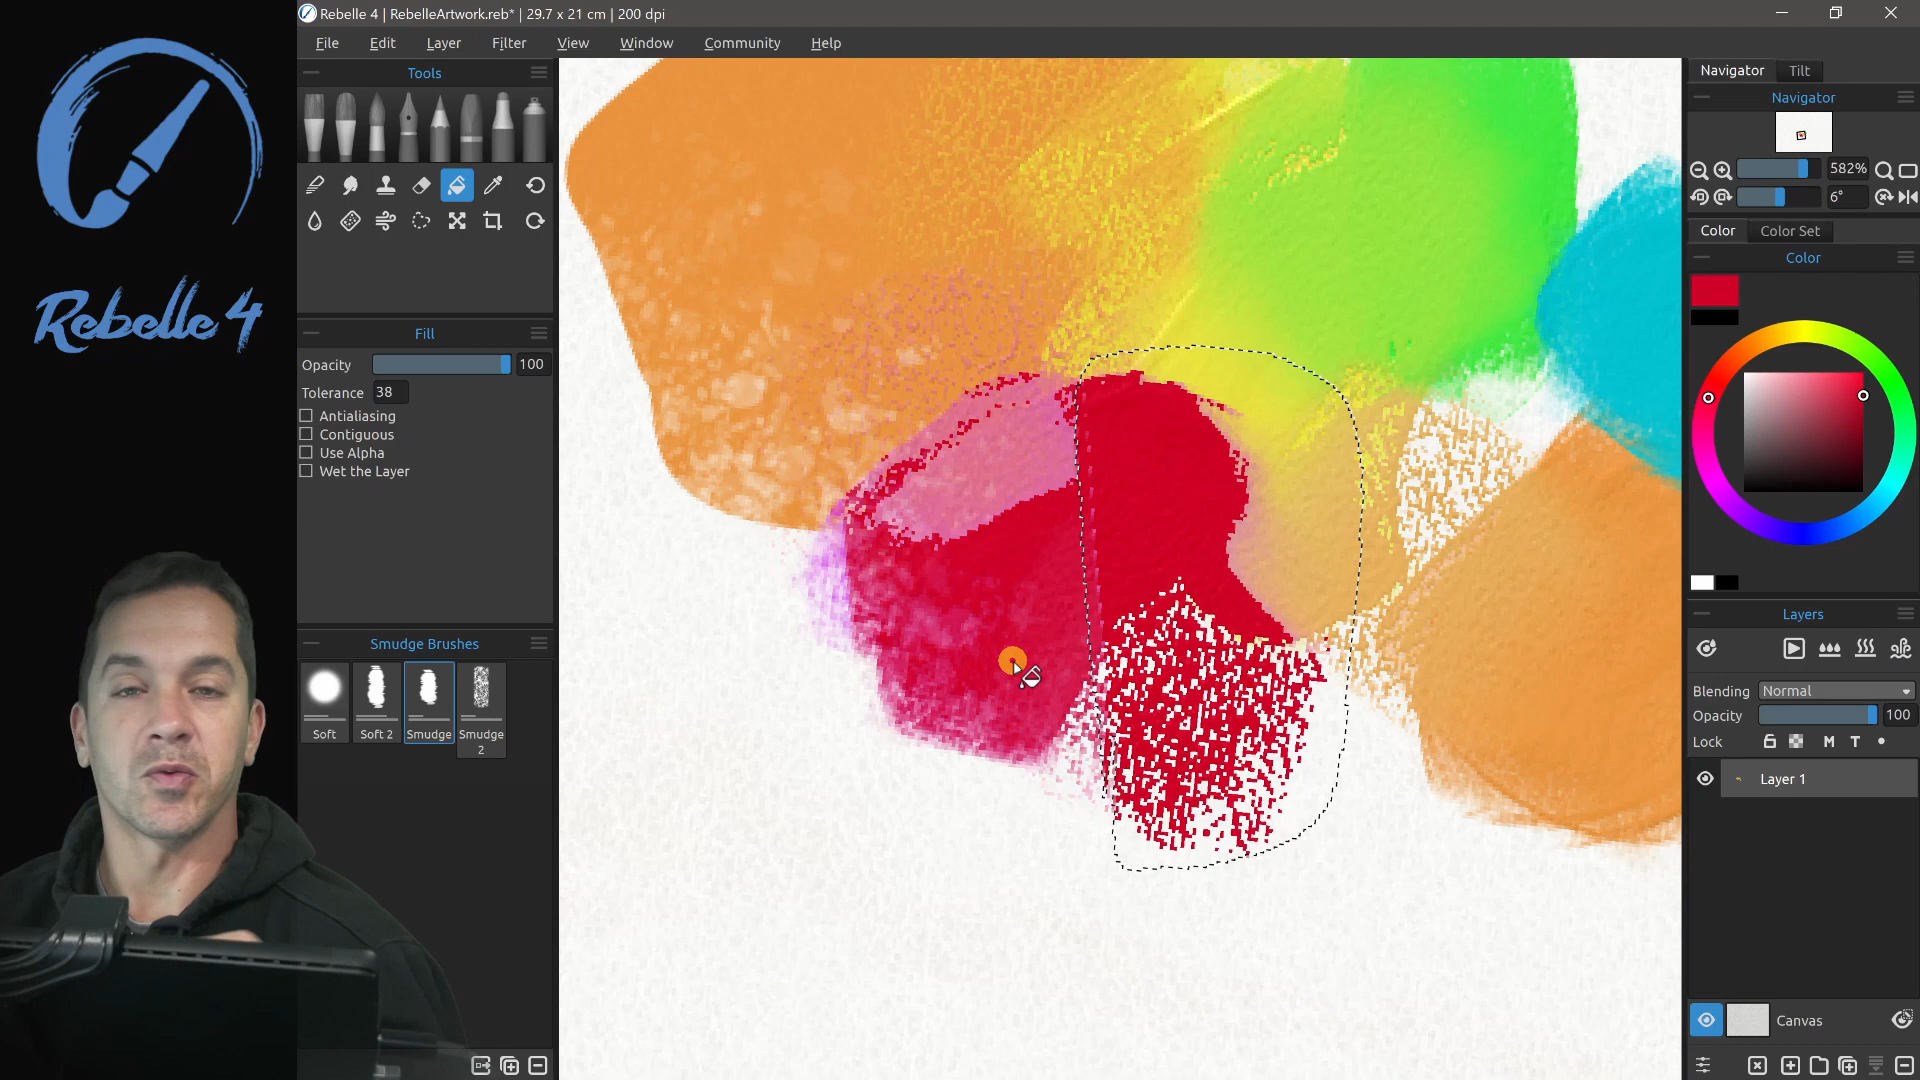 Rebelle 4 | RebelleArtwork.reb* | 29.7 x 21 cm | 200 dpi
File Edit Layer Filter View Window Community Help
Tools
Fill
Opacity 100
Tolerance 38
Antialiasing
Contiguous
Use Alpha
Wet the Layer
Smudge Brushes
Soft
Soft 2
Smudge
Smudge 2
Rebelle 4
Navigator Tilt
Navigator
582%
6°
Color Color Set
Color
Layers
Blending Normal
Opacity 100
Lock M T
Layer 1
Canvas